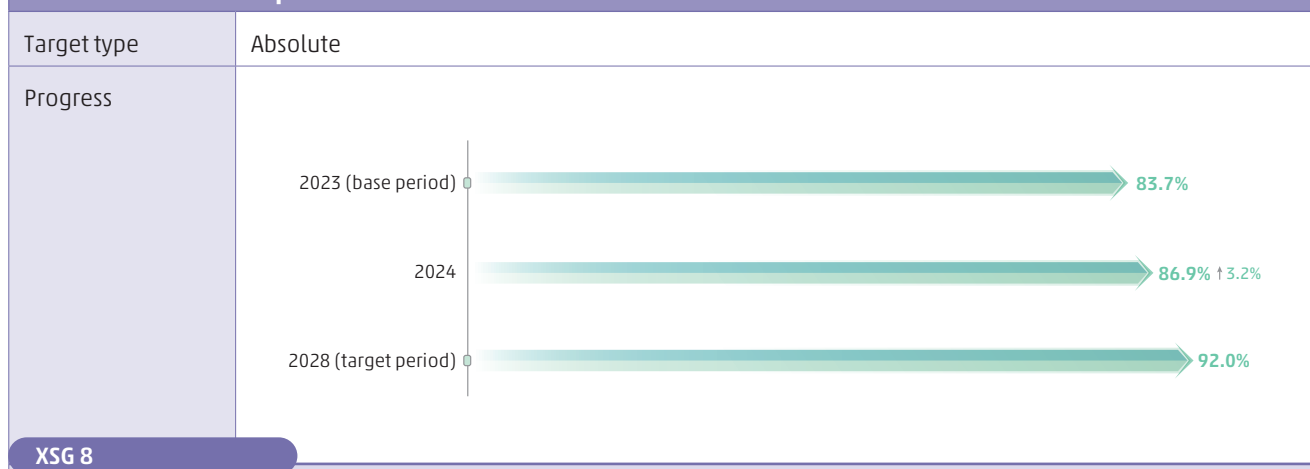 Target type
Absolute
Progress
2023 (base period)
83.7%
2024
86.9% ↑3.2%
2028 (target period)
92.0%
XSG 8